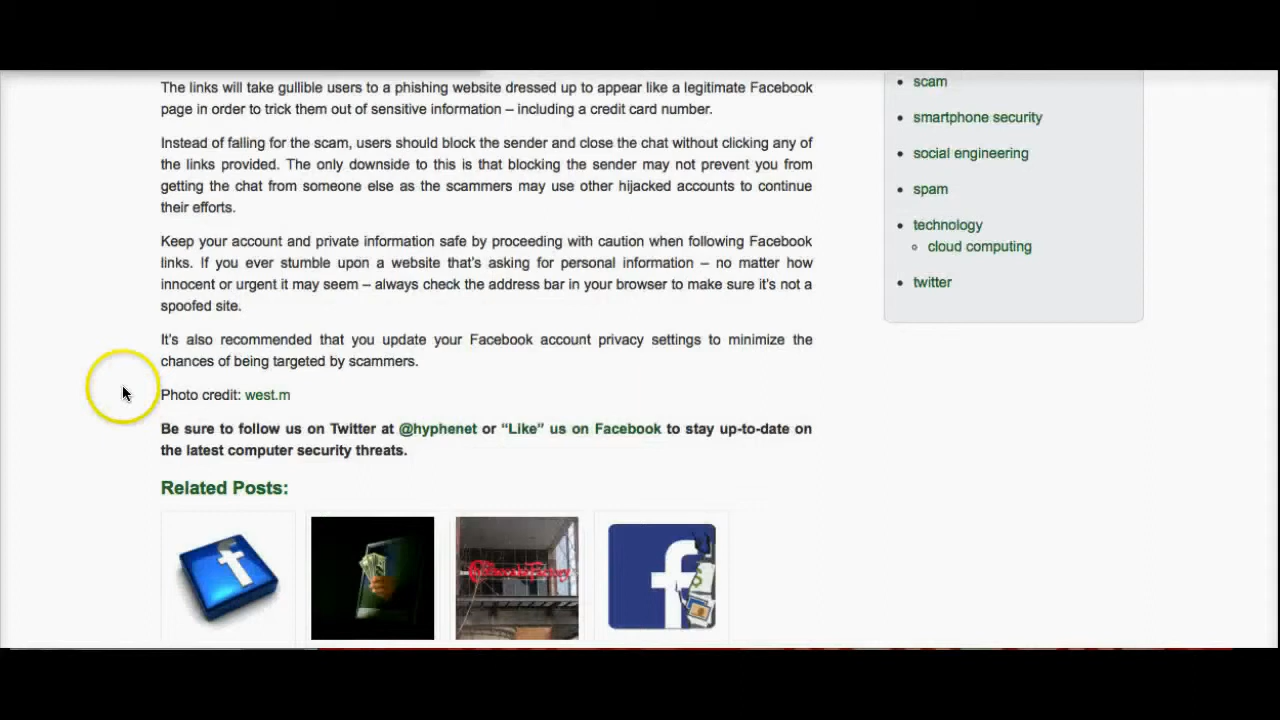 The links will take gullible users to a phishing website dressed up to appear like a legitimate Facebook
page in order to trick them out of sensitive information – including a credit card number.
Instead of falling for the scam, users should block the sender and close the chat without clicking any of
the links provided. The only downside to this is that blocking the sender may not prevent you from
getting the chat from someone else as the scammers may use other hijacked accounts to continue
their efforts.
Keep your account and private information safe by proceeding with caution when following Facebook
links. If you ever stumble upon a website that's asking for personal information – no matter how
innocent or urgent it may seem – always check the address bar in your browser to make sure it's not a
spoofed site.
It's also recommended that you update your Facebook account privacy settings to minimize the
chances of being targeted by scammers.
Photo credit: west.m
Be sure to follow us on Twitter at @hyphenet or “Like” us on Facebook to stay up-to-date on
the latest computer security threats.
Related Posts:
scam
smartphone security
social engineering
spam
technology
cloud computing
twitter